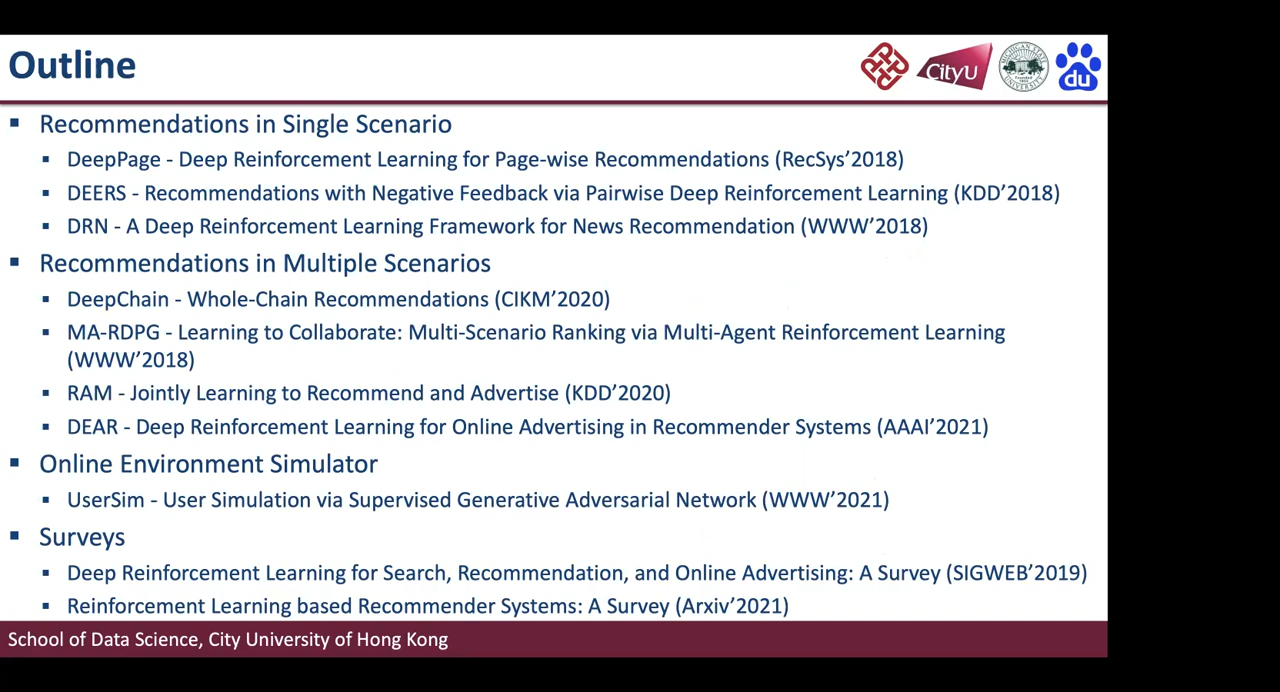 Outline
CityU
MICHIGAN STATE
UNIVERSITY
du
Recommendations in Single Scenario
DeepPage - Deep Reinforcement Learning for Page-wise Recommendations (RecSys’2018)
DEERS - Recommendations with Negative Feedback via Pairwise Deep Reinforcement Learning (KDD’2018)
DRN - A Deep Reinforcement Learning Framework for News Recommendation (WWW’2018)
Recommendations in Multiple Scenarios
DeepChain - Whole-Chain Recommendations (CIKM’2020)
MA-RDPG - Learning to Collaborate: Multi-Scenario Ranking via Multi-Agent Reinforcement Learning
(WWW’2018)
RAM - Jointly Learning to Recommend and Advertise (KDD’2020)
DEAR - Deep Reinforcement Learning for Online Advertising in Recommender Systems (AAAI’2021)
Online Environment Simulator
UserSim - User Simulation via Supervised Generative Adversarial Network (WWW’2021)
Surveys
Deep Reinforcement Learning for Search, Recommendation, and Online Advertising: A Survey (SIGWEB’2019)
Reinforcement Learning based Recommender Systems: A Survey (Arxiv’2021)
School of Data Science, City University of Hong Kong